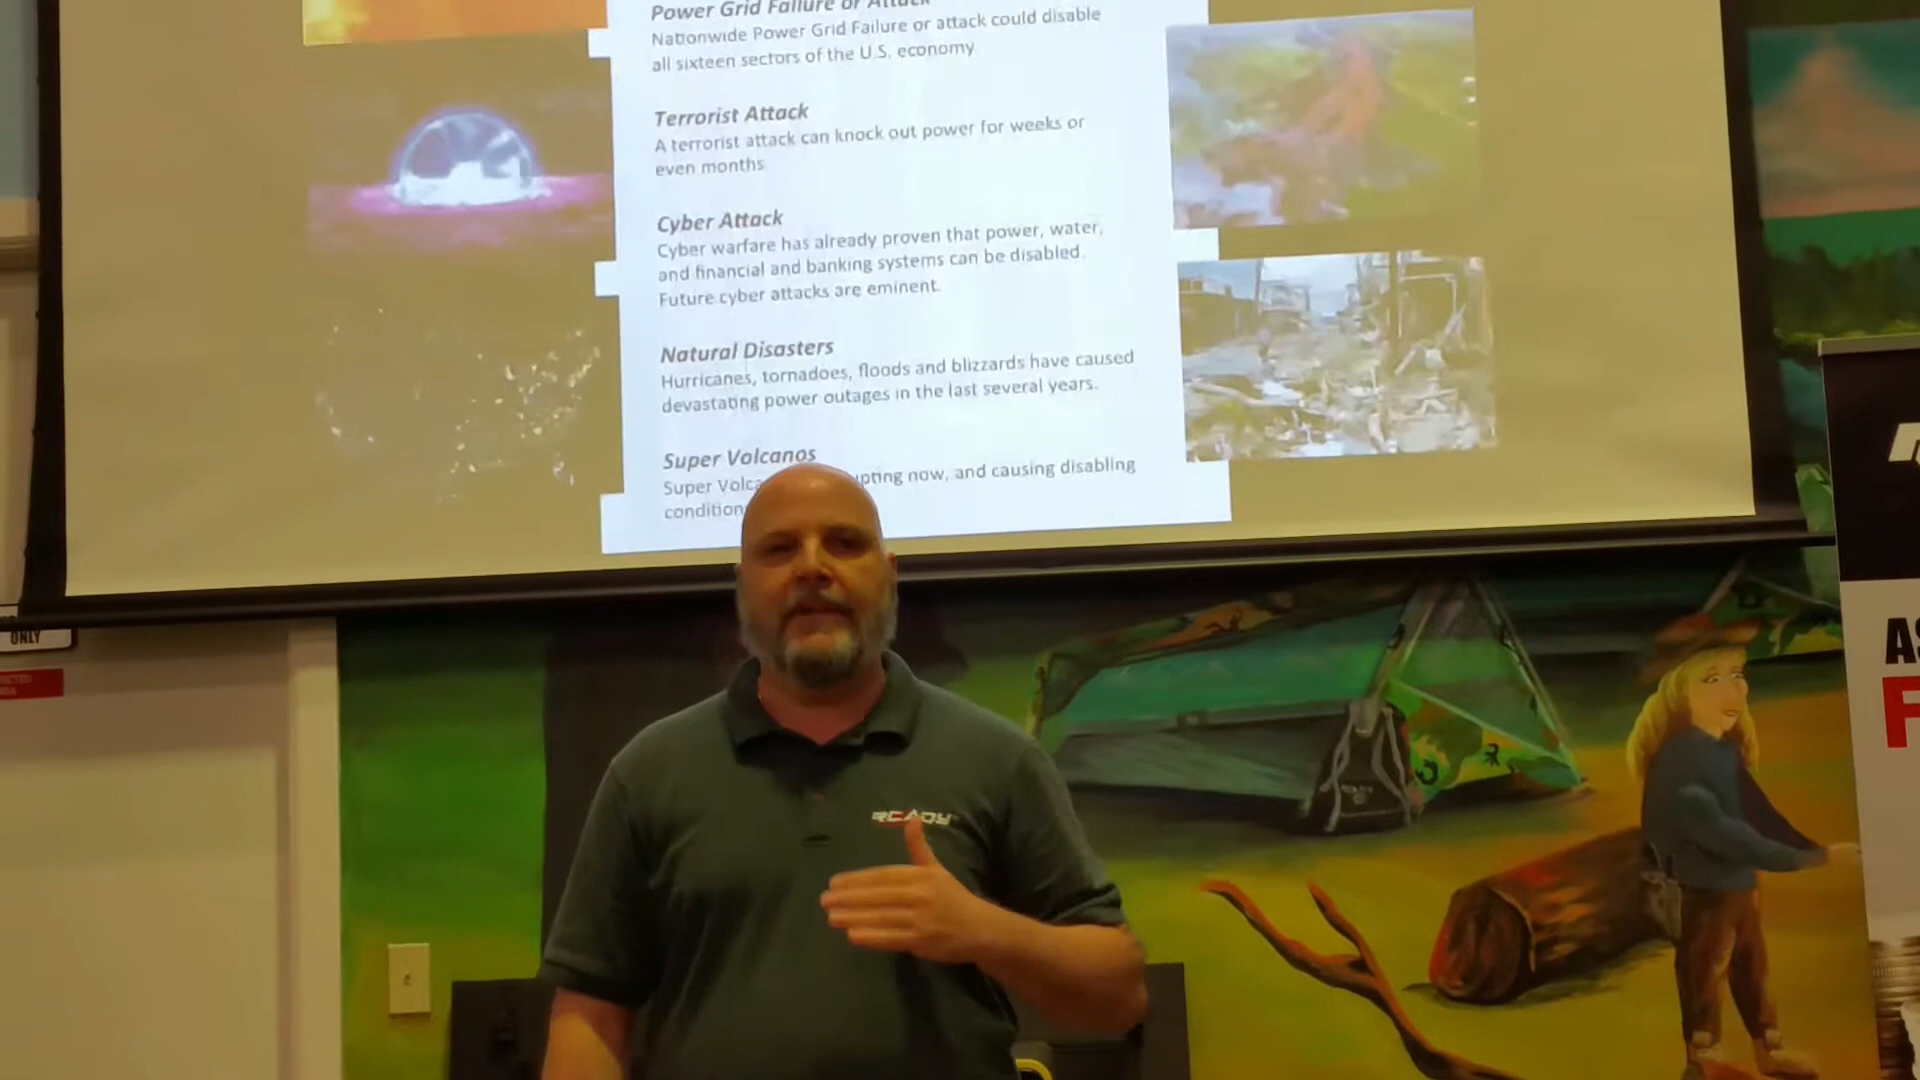 Power Grid Failure or Attack
Nationwide Power Grid Failure or attack could disable
all sixteen sectors of the U.S. economy
Terrorist Attack
A terrorist attack can knock out power for weeks or
even months
Cyber Attack
Cyber warfare has already proven that power, water,
and financial and banking systems can be disabled.
Future cyber attacks are eminent.
Natural Disasters
Hurricanes, tornadoes, floods and blizzards have caused
devastating power outages in the last several years.
Super Volcanos
Super pting now, and causing disabling
condition
ONLY
READY
AS
F